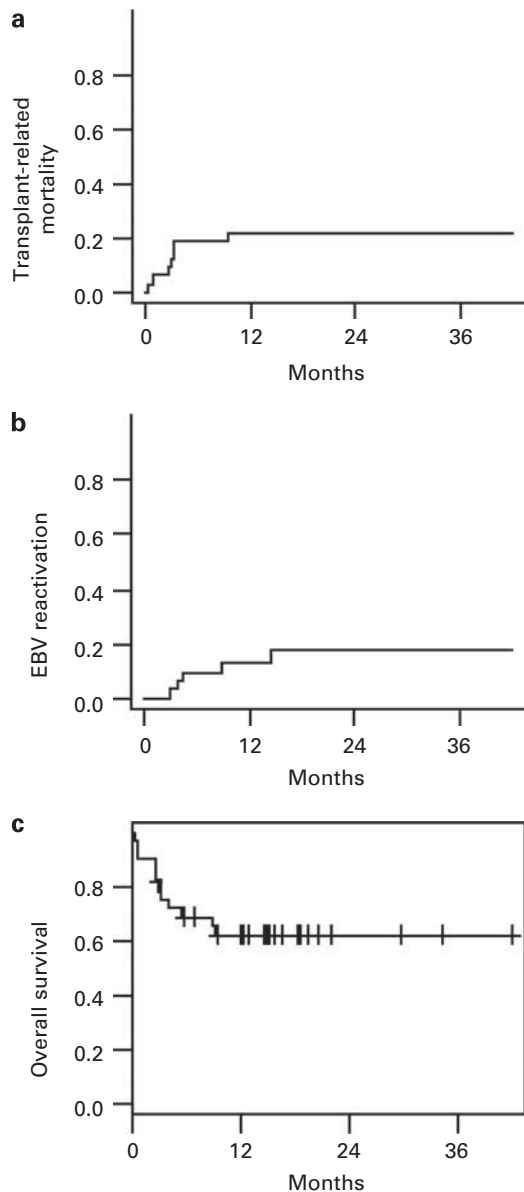 a
Transplant-related
mortality
0.8
0.6
0.4
0.2
0.0
0 12 24 36
Months
b
EBV reactivation
0.8
0.6
0.4
0.2
0.0
0 12 24 36
Months
c
Overall survival
0.8
0.6
0.4
0.2
0.0
0 12 24 36
Months